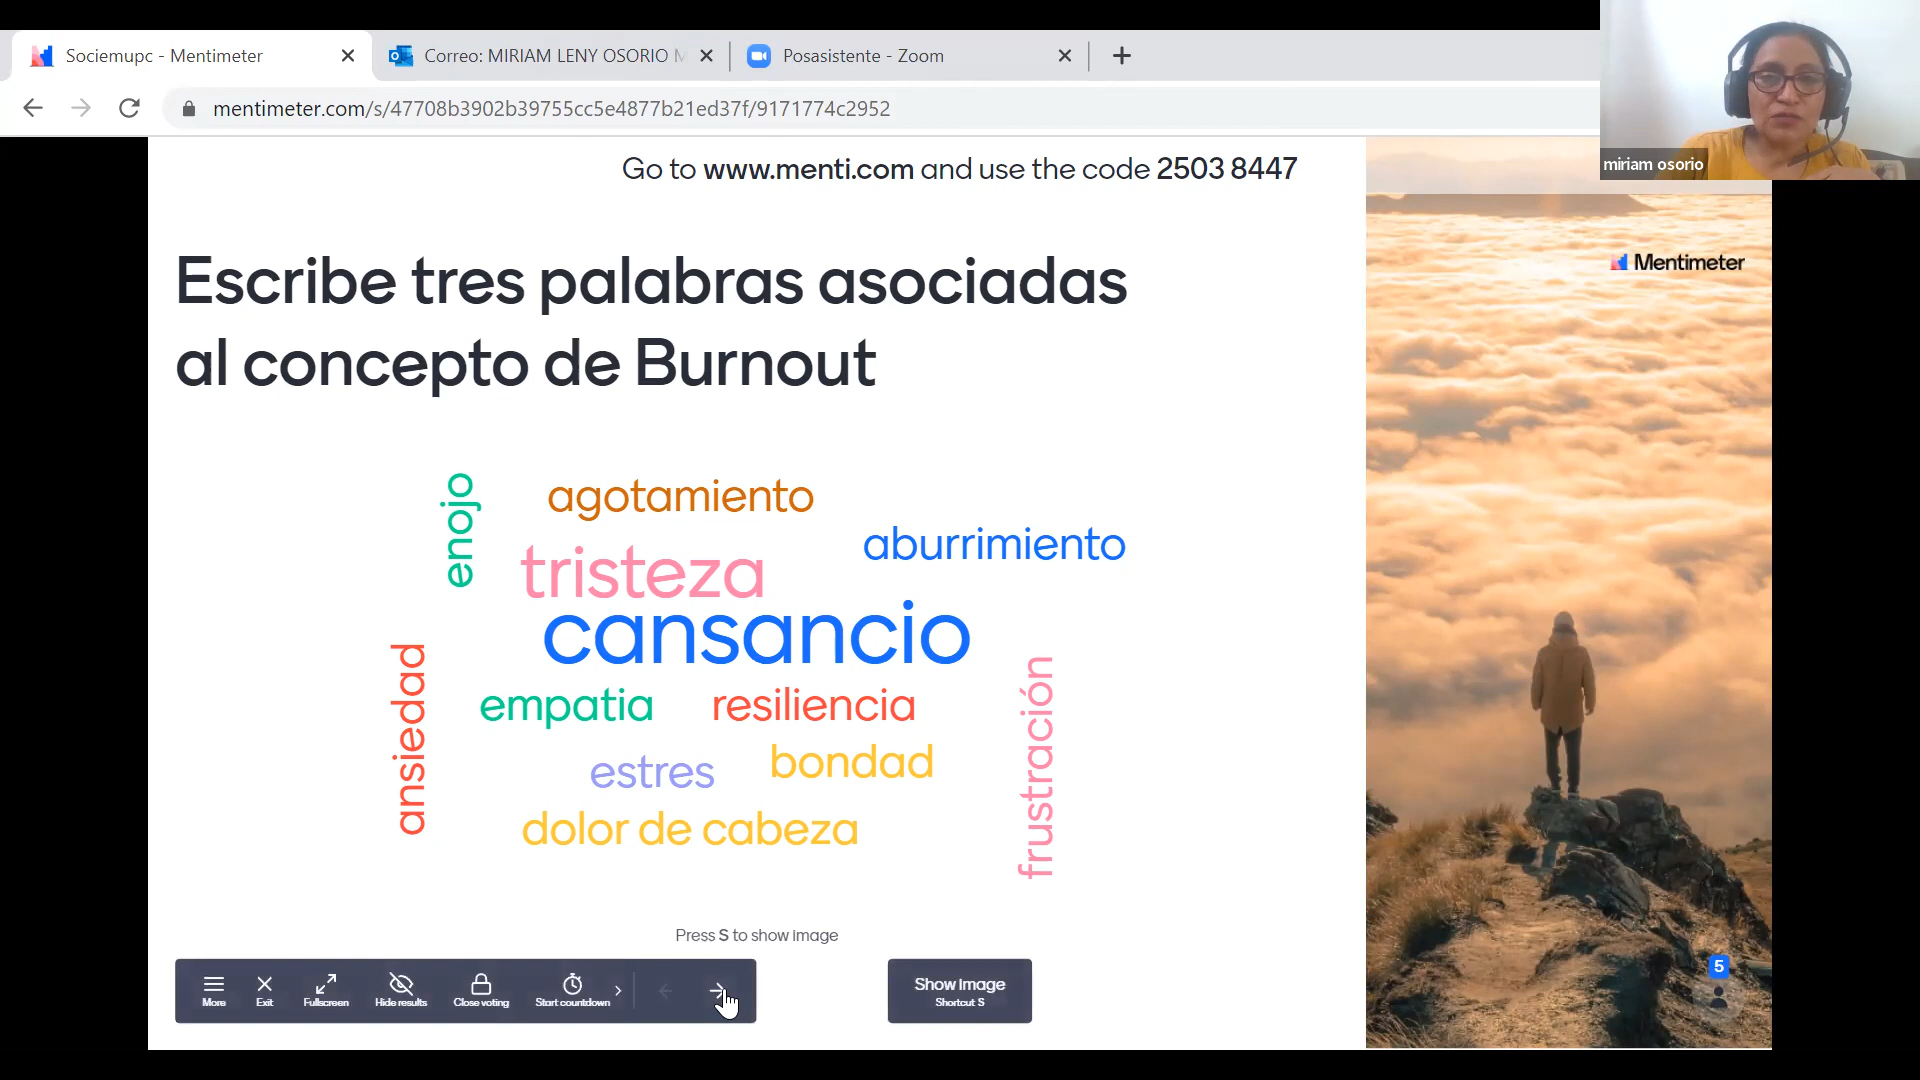 Sociemupc - Mentimeter
Correo: MIRIAM LENY OSORIO M
Posasistente - Zoom
mentimeter.com/s/47708b3902b39755cc5e4877b21ed37f/9171774c2952
miriam osorio
Go to www.menti.com and use the code 2503 8447
Mentimeter
Escribe tres palabras asociadas
al concepto de Burnout
enojo
agotamiento
aburrimiento
tristeza
cansancio
ansiedad
empatia
resiliencia
frustración
estres
bondad
dolor de cabeza
Press S to show image
More
Exit
Fullscreen
Hide results
Close voting
Start countdown
Show image
Shortcut S
5